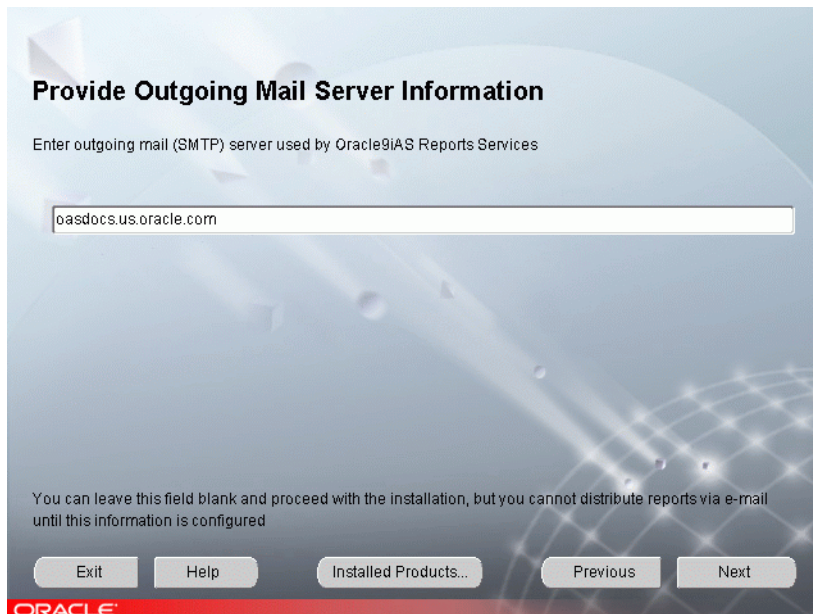 Provide Outgoing Mail Server Information
Enter outgoing mail (SMTP) server used by Oracle9iAS Reports Services
oasdocs.us.oracle.com
You can leave this field blank and proceed with the installation, but you cannot distribute reports via e-mail
until this information is configured
Exit Help Installed Products... Previous Next
ORACLE